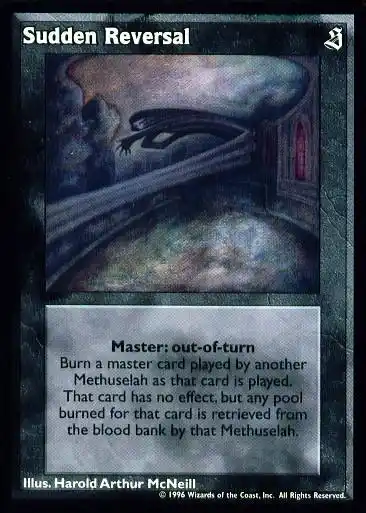 Sudden Reversal
Master: out-of-turn
Burn a master card played by another
Methuselah as that card is played.
That card has no effect, but any pool
burned for that card is retrieved from
the blood bank by that Methuselah.
Illus. Harold Arthur McNeill
© 1996 Wizards of the Coast, Inc. All Rights Reserved.